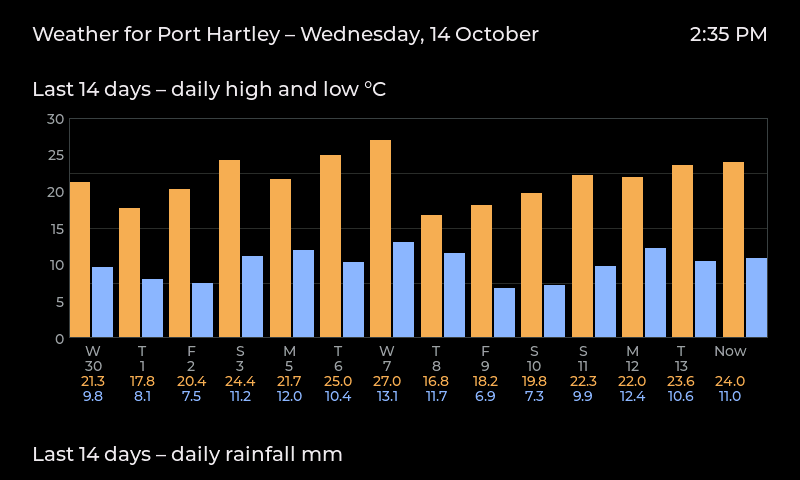 Weather for Port Hartley – Wednesday, 14 October 2:35 PM
Last 14 days – daily high and low °C
30
25
20
15
10
5
0
W T F S M T W T F S S M T Now
30 1 2 3 5 6 7 8 9 10 11 12 13
21.3 17.8 20.4 24.4 21.7 25.0 27.0 16.8 18.2 19.8 22.3 22.0 23.6 24.0
9.8 8.1 7.5 11.2 12.0 10.4 13.1 11.7 6.9 7.3 9.9 12.4 10.6 11.0
Last 14 days – daily rainfall mm